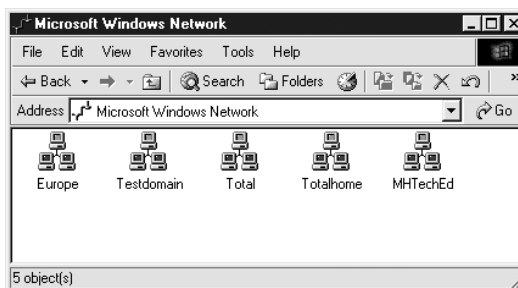 Microsoft Windows Network
File Edit View Favorites Tools Help
Back Search Folders »
Address Microsoft Windows Network Go
Europe Testdomain Total Totalhome MHTechEd
5 object(s)